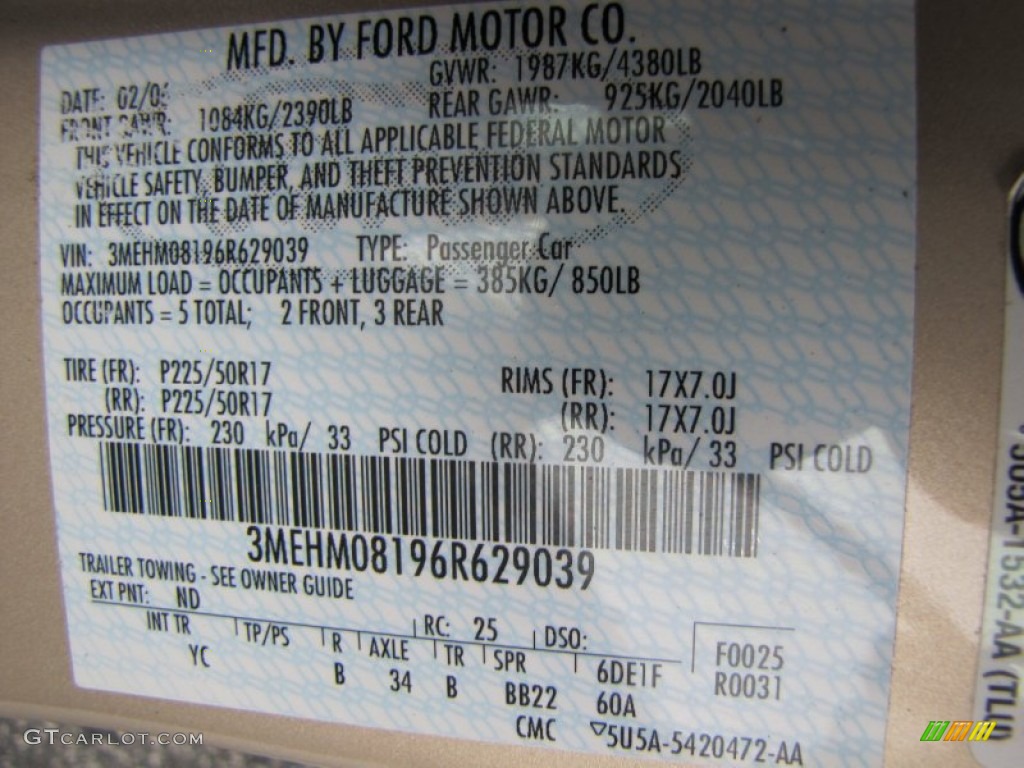 MFD. BY FORD MOTOR CO.
DATE: 02/0 GVWR: 1987KG/4380LB
FRONT GAWR: 1084KG/2390LB REAR GAWR: 925KG/2040LB
THIS VEHICLE CONFORMS TO ALL APPLICABLE FEDERAL MOTOR
VEHICLE SAFETY, BUMPER, AND THEFT PREVENTION STANDARDS
IN EFFECT ON THE DATE OF MANUFACTURE SHOWN ABOVE.
VIN: 3MEHM08196R629039 TYPE: Passenger Car
MAXIMUM LOAD = OCCUPANTS + LUGGAGE = 385KG/ 850LB
OCCUPANTS = 5 TOTAL; 2 FRONT, 3 REAR
TIRE (FR): P225/50R17 RIMS (FR): 17X7.0J
(RR): P225/50R17 (RR): 17X7.0J
PRESSURE (FR): 230 kPa/ 33 PSI COLD (RR): 230 kPa/ 33 PSI COLD
3MEHM08196R629039
TRAILER TOWING - SEE OWNER GUIDE
EXT PNT: ND RC: 25 DSO: F0025
INT TR TP/PS R AXLE TR SPR 6DE1F R0031
YC B 34 B BB22 60A
CMC ▽5U5A-5420472-AA
-1532-AA (TLU)
GTCARLOT.COM